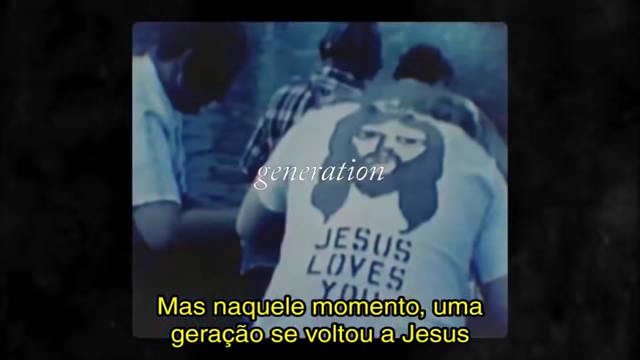 generation
JESUS
LOVES
YOU
Mas naquele momento, uma
geração se voltou a Jesus